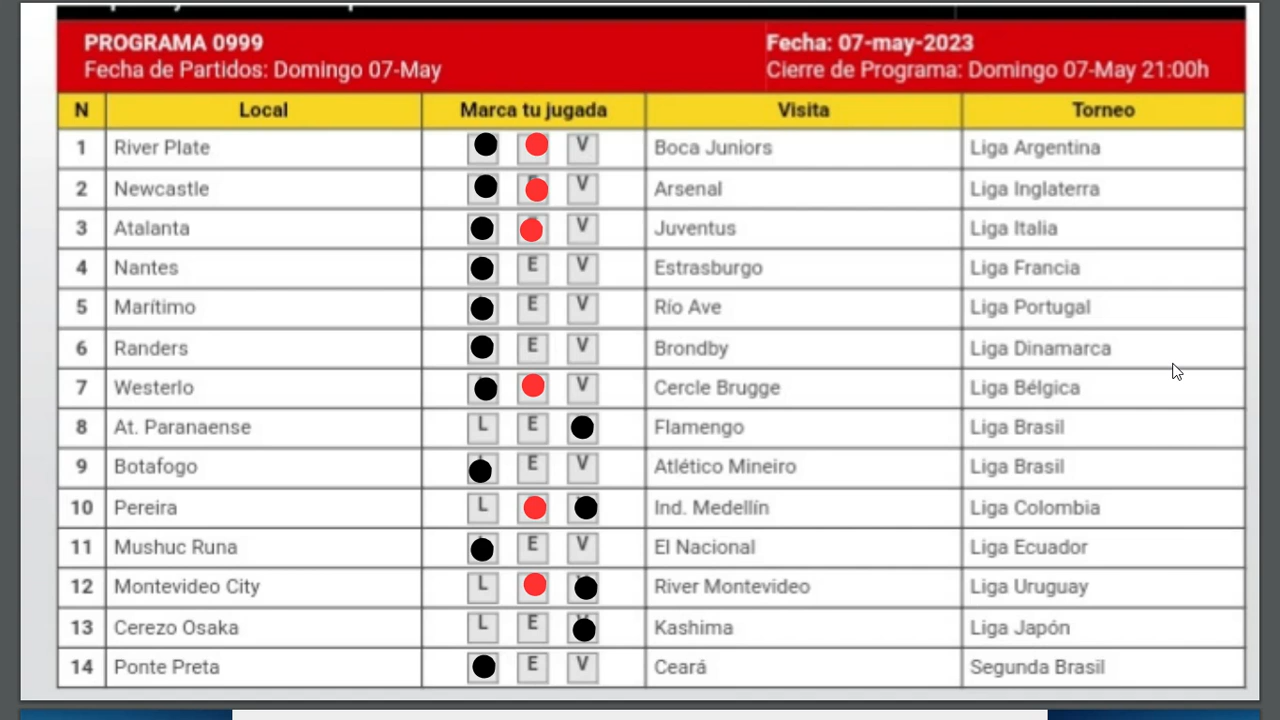 PROGRAMA 0999 Fecha: 07-may-2023
Fecha de Partidos: Domingo 07-May Cierre de Programa: Domingo 07-May 21:00h
N Local Marca tu jugada Visita Torneo
1 River Plate V Boca Juniors Liga Argentina
2 Newcastle V Arsenal Liga Inglaterra
3 Atalanta V Juventus Liga Italia
4 Nantes E V Estrasburgo Liga Francia
5 Marítimo E V Río Ave Liga Portugal
6 Randers E V Brondby Liga Dinamarca
7 Westerlo V Cercle Brugge Liga Bélgica
8 At. Paranaense L E Flamengo Liga Brasil
9 Botafogo E V Atlético Mineiro Liga Brasil
10 Pereira L Ind. Medellín Liga Colombia
11 Mushuc Runa E V El Nacional Liga Ecuador
12 Montevideo City L River Montevideo Liga Uruguay
13 Cerezo Osaka L E Kashima Liga Japón
14 Ponte Preta E V Ceará Segunda Brasil